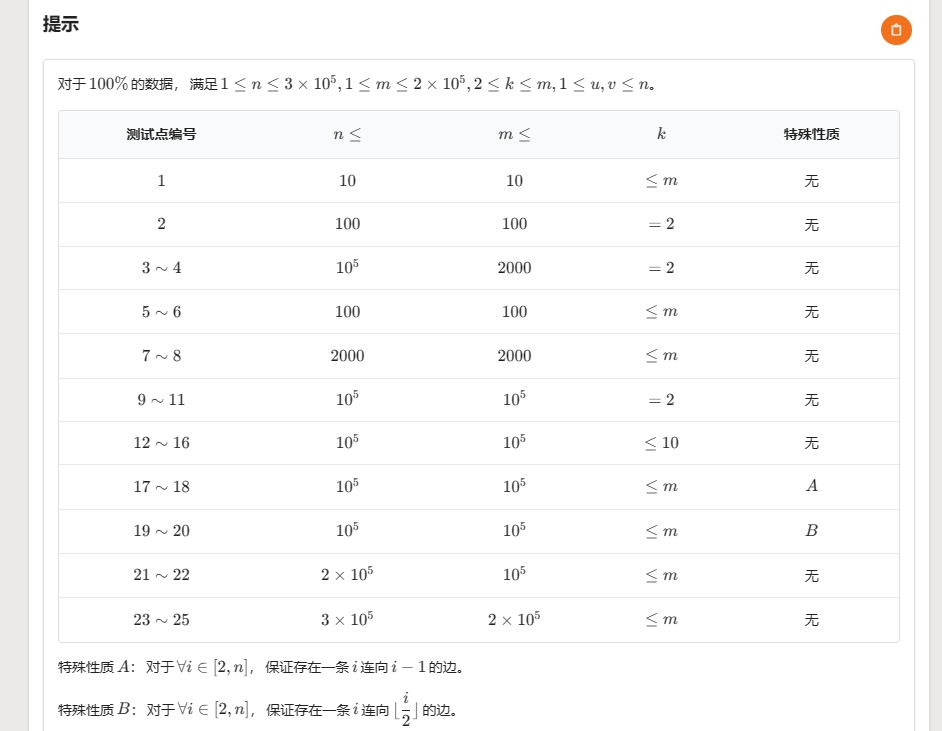 提示
对于 100% 的数据，满足 1 ≤ n ≤ 3 × 10⁵, 1 ≤ m ≤ 2 × 10⁵, 2 ≤ k ≤ m, 1 ≤ u, v ≤ n。
测试点编号 n ≤ m ≤ k 特殊性质
1 10 10 ≤ m 无
2 100 100 = 2 无
3 ∼ 4 10⁵ 2000 = 2 无
5 ∼ 6 100 100 ≤ m 无
7 ∼ 8 2000 2000 ≤ m 无
9 ∼ 11 10⁵ 10⁵ = 2 无
12 ∼ 16 10⁵ 10⁵ ≤ 10 无
17 ∼ 18 10⁵ 10⁵ ≤ m A
19 ∼ 20 10⁵ 10⁵ ≤ m B
21 ∼ 22 2 × 10⁵ 10⁵ ≤ m 无
23 ∼ 25 3 × 10⁵ 2 × 10⁵ ≤ m 无
特殊性质 A：对于 ∀i ∈ [2, n]，保证存在一条 i 连向 i − 1 的边。
特殊性质 B：对于 ∀i ∈ [2, n]，保证存在一条 i 连向 ⌊i/2⌋ 的边。